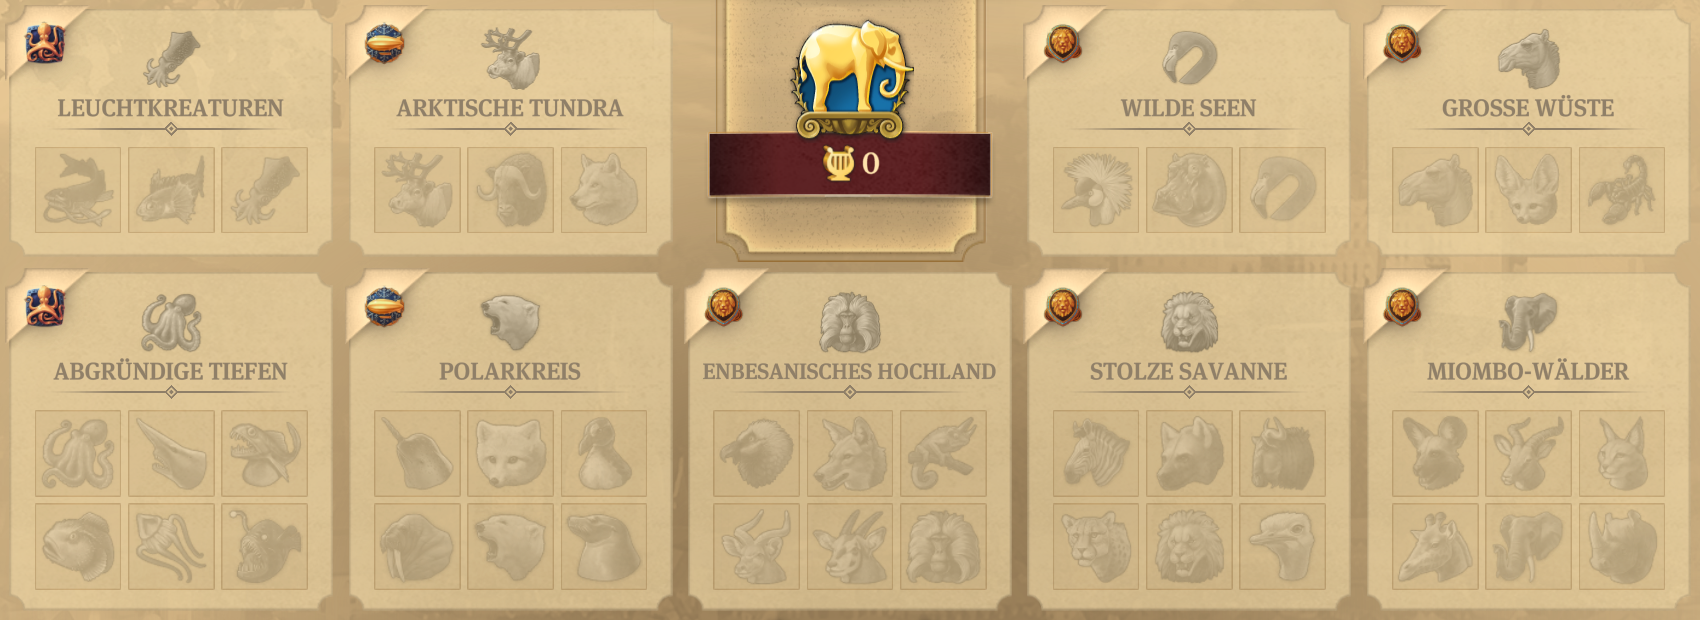 LEUCHTKREATUREN
ARKTISCHE TUNDRA
0
WILDE SEEN
GROSSE WÜSTE
ABGRÜNDIGE TIEFEN
POLARKREIS
ENBESANISCHES HOCHLAND
STOLZE SAVANNE
MIOMBO-WÄLDER